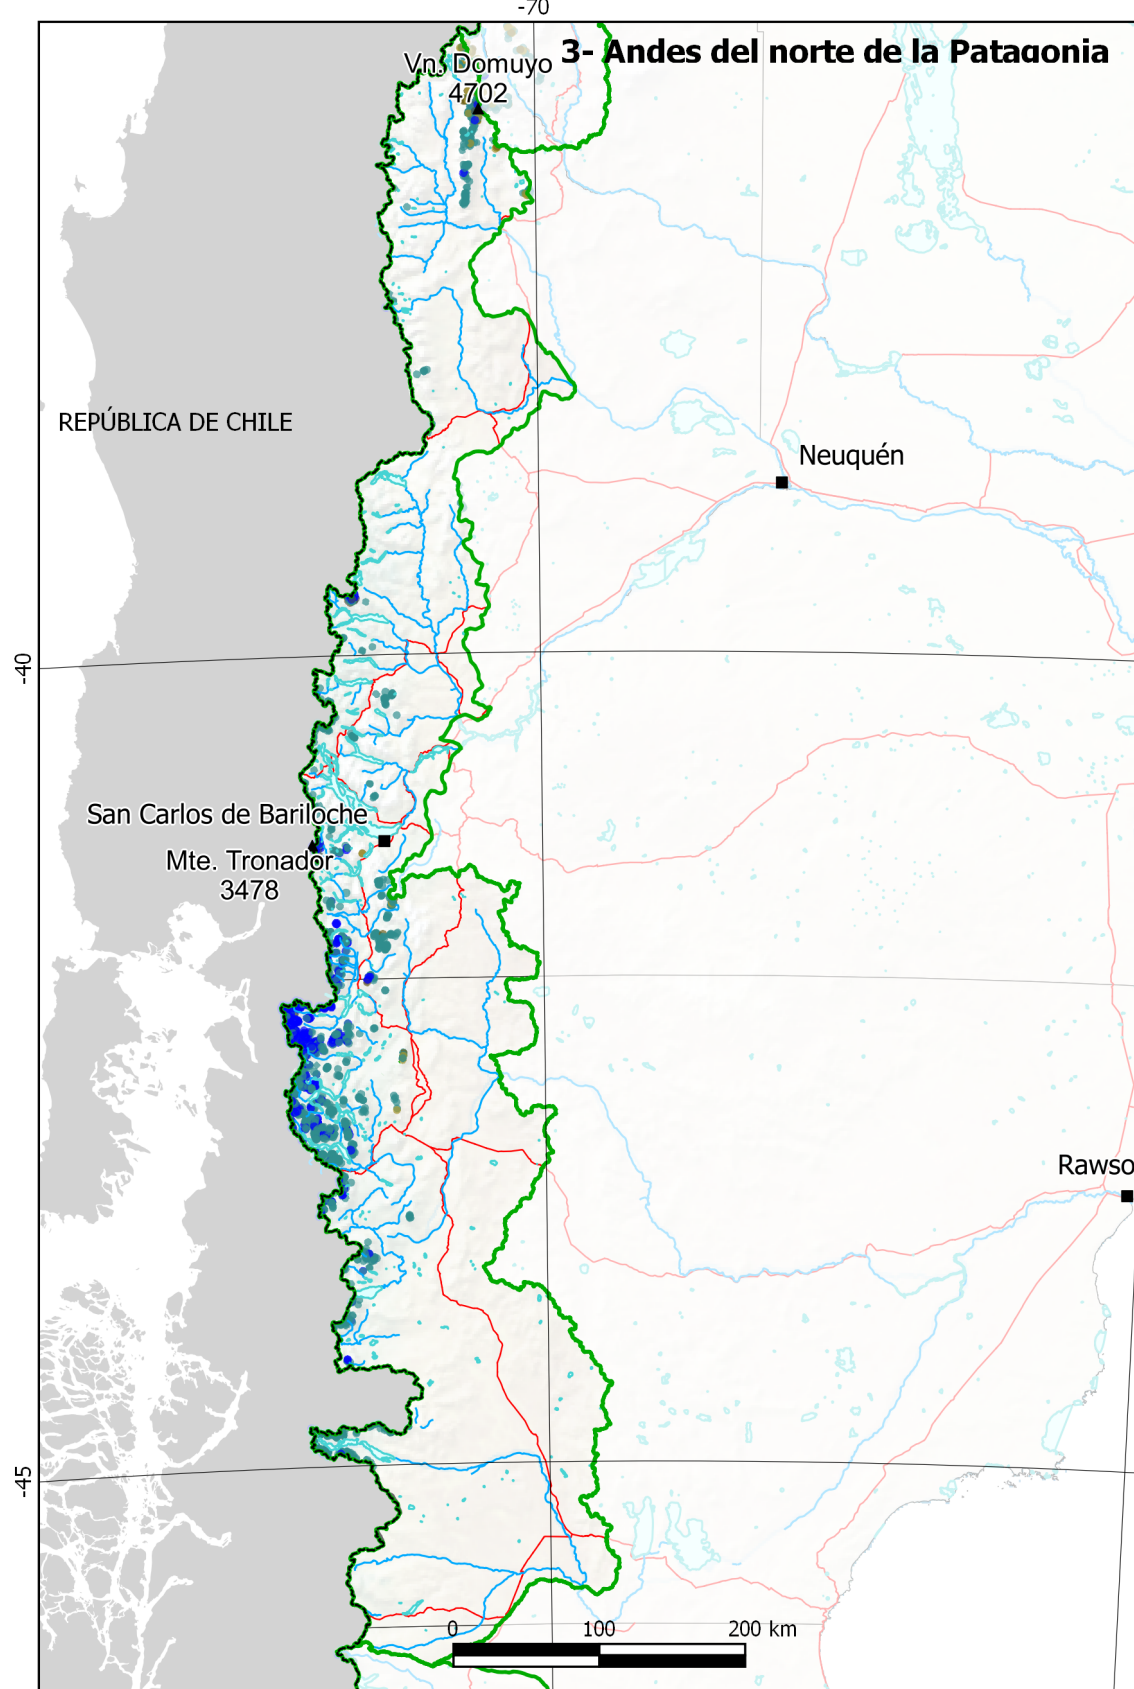 -70
3- Andes del norte de la Patagonia
Vn. Domuyo
4702
REPÚBLICA DE CHILE
Neuquén
-40
San Carlos de Bariloche
Mte. Tronador
3478
Rawso
-45
0 100 200 km